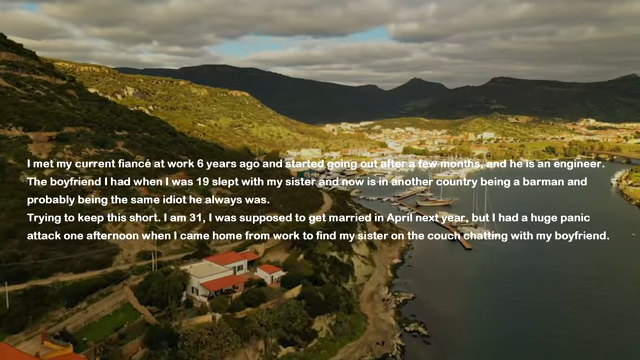 I met my current fiancé at work 6 years ago and started going out after a few months, and he is an engineer.
The boyfriend I had when I was 19 slept with my sister and now is in another country being a barman and
probably being the same idiot he always was.
Trying to keep this short. I am 31, I was supposed to get married in April next year, but I had a huge panic
attack one afternoon when I came home from work to find my sister on the couch chatting with my boyfriend.